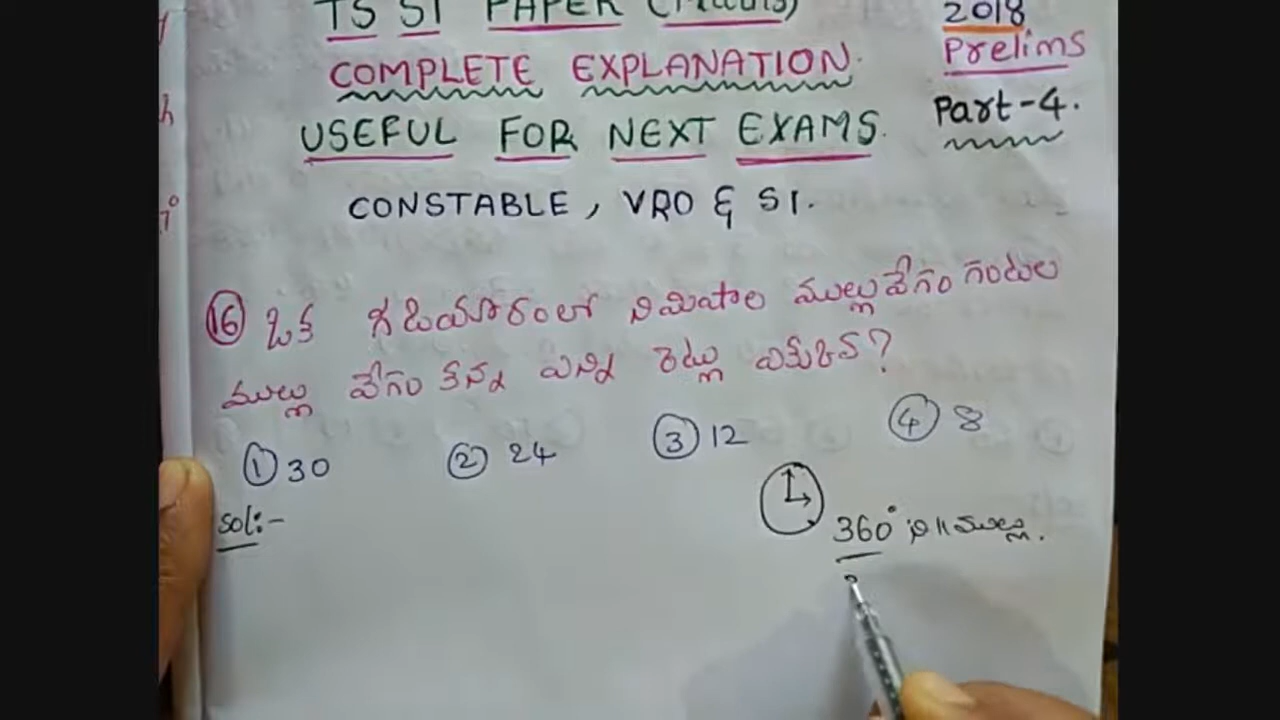 TS SI PAPER
2018
COMPLETE EXPLANATION.
Prelims
USEFUL FOR NEXT EXAMS.
Part-4.
CONSTABLE, VRO & SI.
16 ఒక గడియారంలో నిమిషాల ముల్లు వేగం గంటల
ముల్లు వేగం కన్న ఎన్ని రెట్లు ఎక్కువ?
1 30 2 24 3 12 4 8
Sol:-
360° ని॥ ముల్లు.